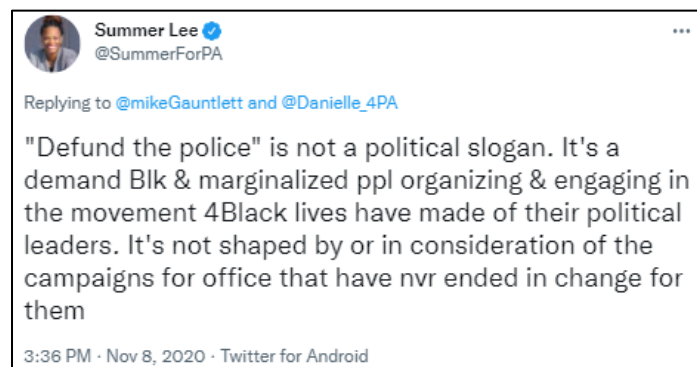 Summer Lee
@SummerForPA
Replying to @mikeGauntlett and @Danielle_4PA
"Defund the police" is not a political slogan. It's a
demand Blk & marginalized ppl organizing & engaging in
the movement 4Black lives have made of their political
leaders. It's not shaped by or in consideration of the
campaigns for office that have nvr ended in change for
them
3:36 PM · Nov 8, 2020 · Twitter for Android